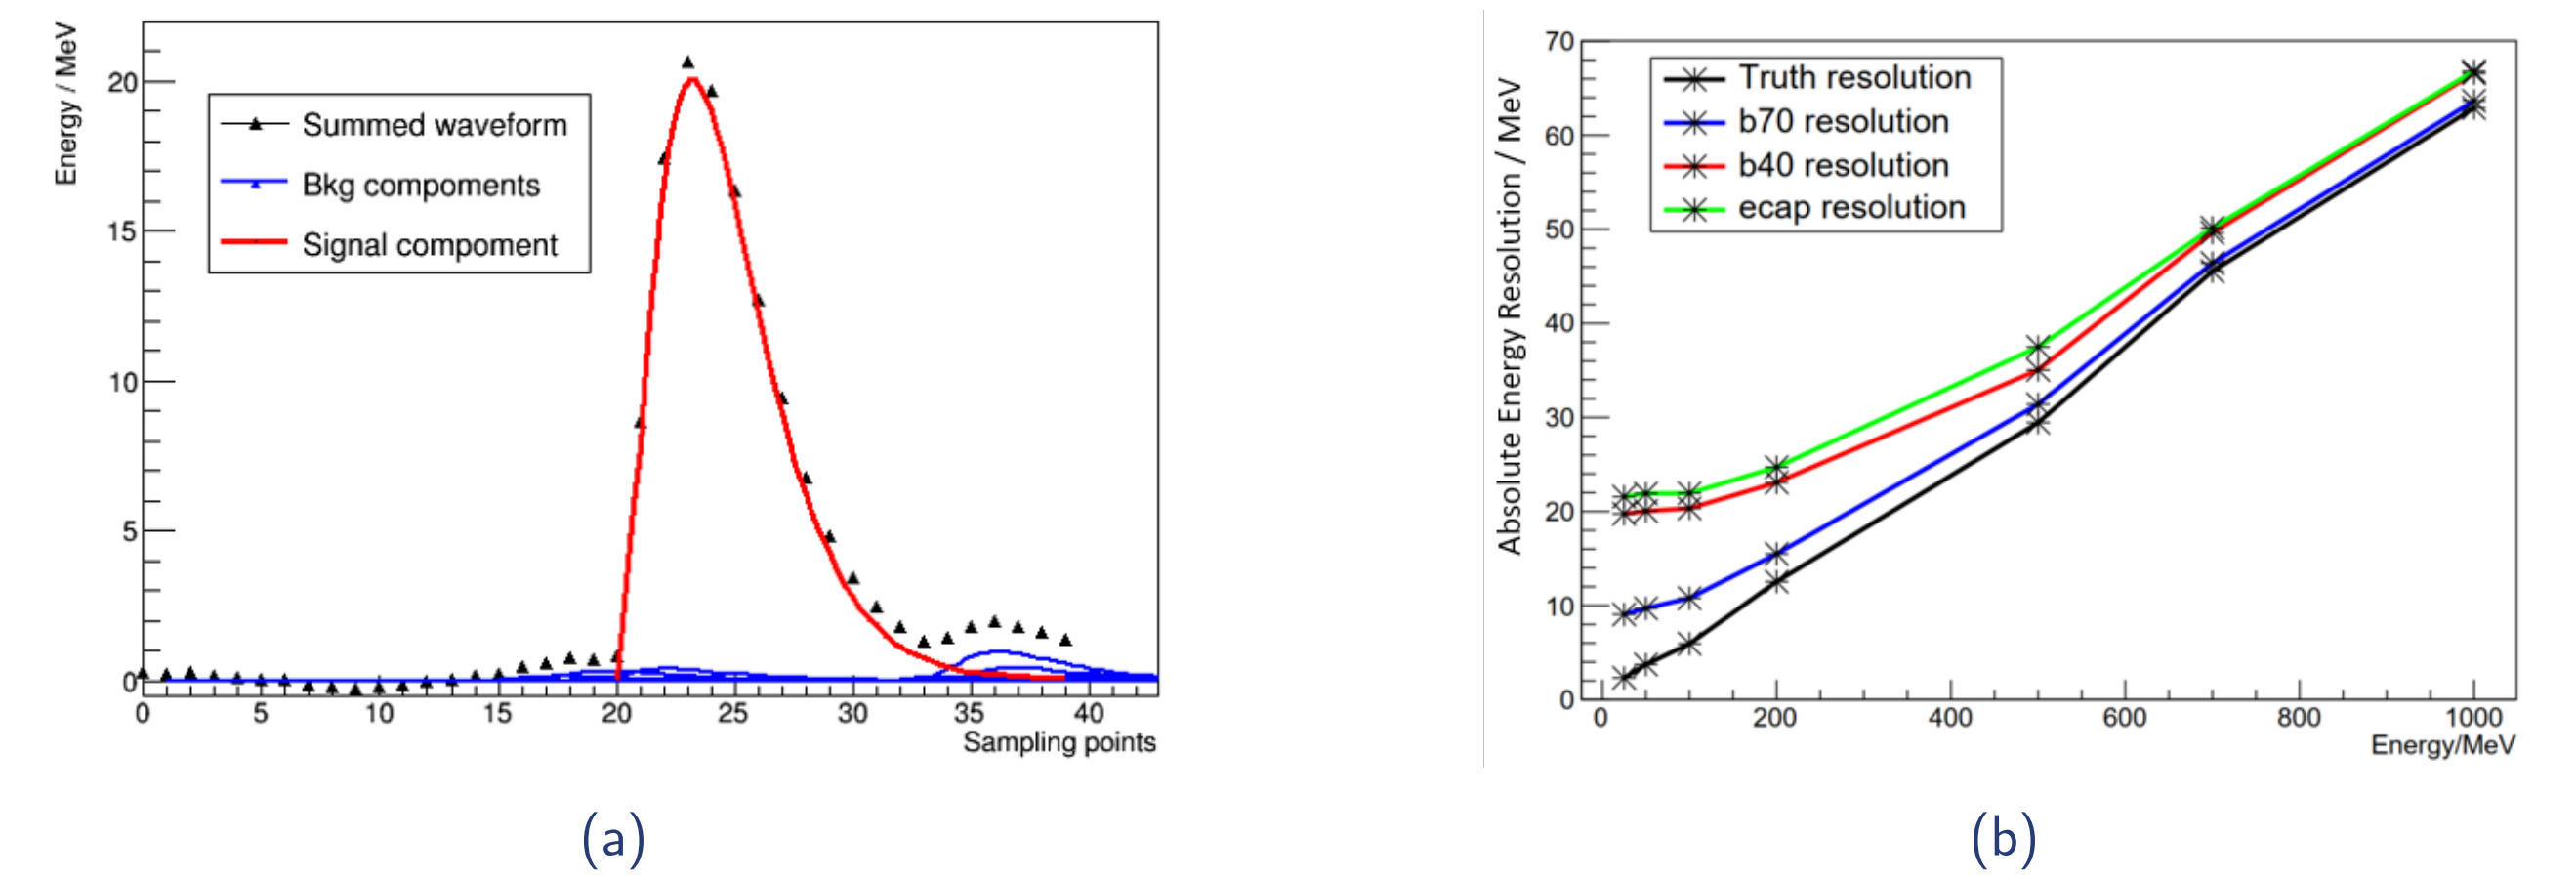 Energy / MeV
20
15
10
5
0
Summed waveform
Bkg compoments
Signal compoment
0 5 10 15 20 25 30 35 40
Sampling points
(a)
Absolute Energy Resolution / MeV
70
60
50
40
30
20
10
0
Truth resolution
b70 resolution
b40 resolution
ecap resolution
0 200 400 600 800 1000
Energy/MeV
(b)